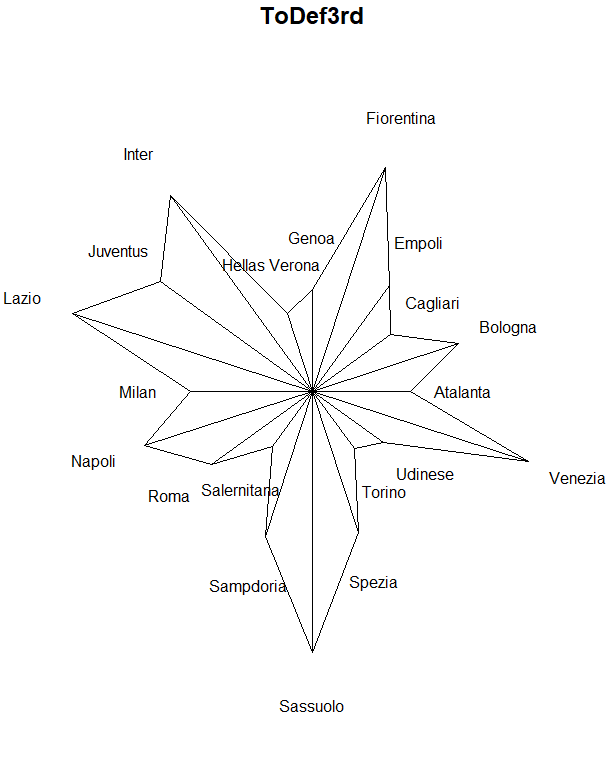 ToDef3rd
Fiorentina
Inter
Genoa
Empoli
Juventus
Hellas Verona
Lazio
Cagliari
Bologna
Milan
Atalanta
Napoli
Udinese
Venezia
Roma
Salernitana
Torino
Sampdoria
Spezia
Sassuolo